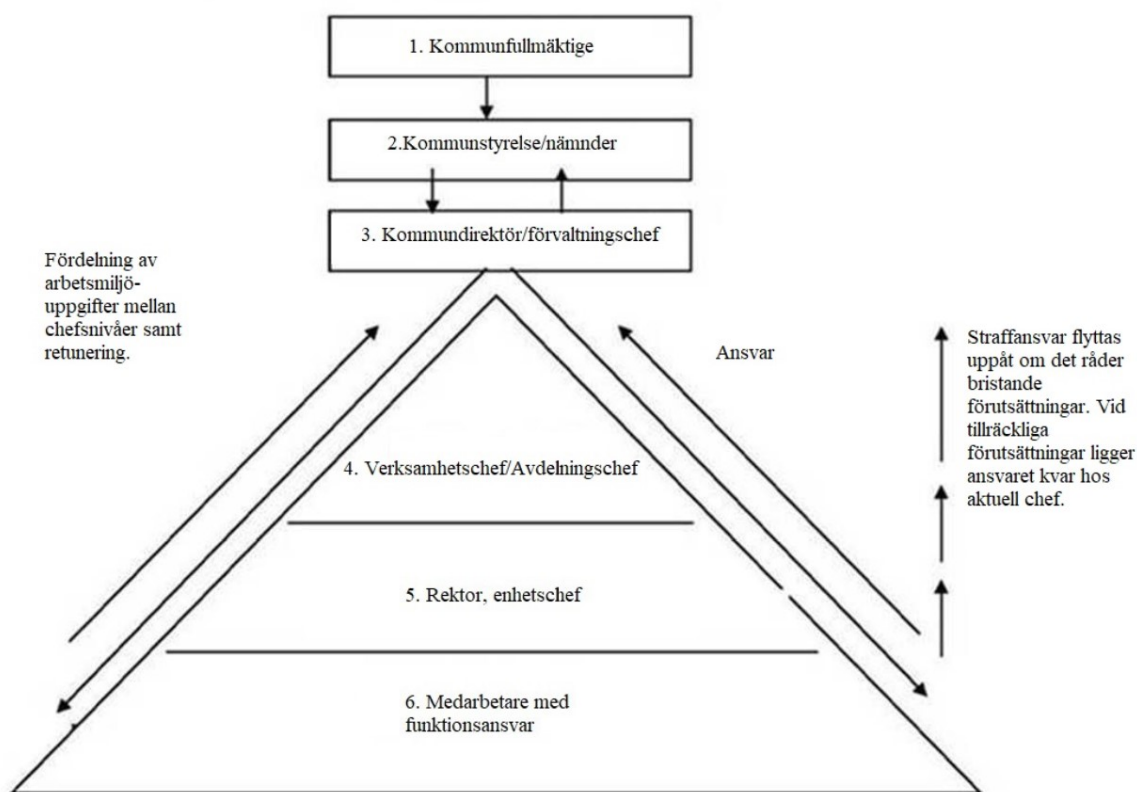 1. Kommunfullmäktige
2.Kommunstyrelse/nämnder
3. Kommundirektör/förvaltningschef
Fördelning av
arbetsmiljö-
uppgifter mellan
chefsnivåer samt
retunering.
Ansvar
Straffansvar flyttas
uppåt om det råder
bristande
förutsättningar. Vid
tillräckliga
förutsättningar ligger
ansvaret kvar hos
aktuell chef.
4. Verksamhetschef/Avdelningschef
5. Rektor, enhetschef
6. Medarbetare med
funktionsansvar